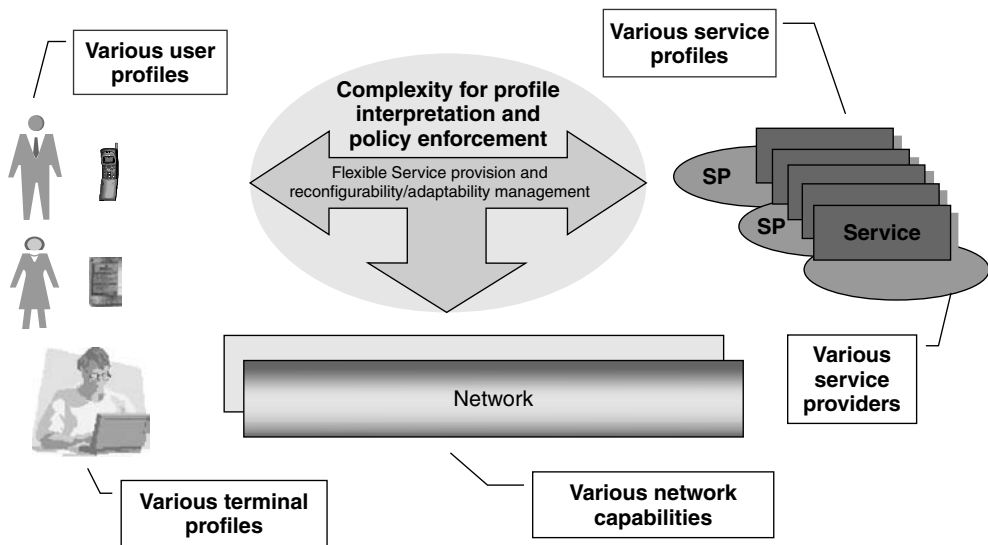 Various user
profiles
Various service
profiles
Complexity for profile
interpretation and
policy enforcement
Flexible Service provision and
reconfigurability/adaptability management
SP
SP
Service
Network
Various
service
providers
Various terminal
profiles
Various network
capabilities